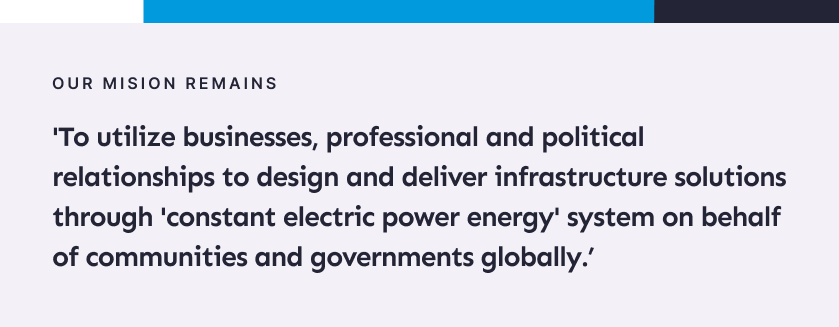 OUR MISION REMAINS
'To utilize businesses, professional and political
relationships to design and deliver infrastructure solutions
through 'constant electric power energy' system on behalf
of communities and governments globally.’